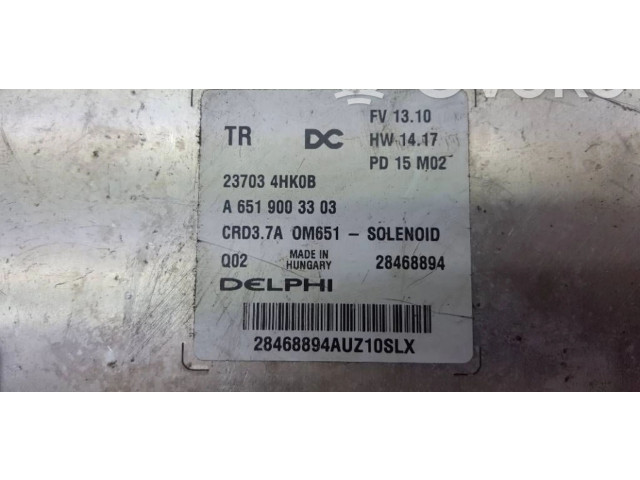 FV 13.10
TR DC HW 14.17
PD 15 M02
23703 4HK0B
A 651 900 33 03
CRD3.7A OM651 - SOLENOID
Q02 MADE IN HUNGARY 28468894
DELPHI
28468894AUZ10SLX